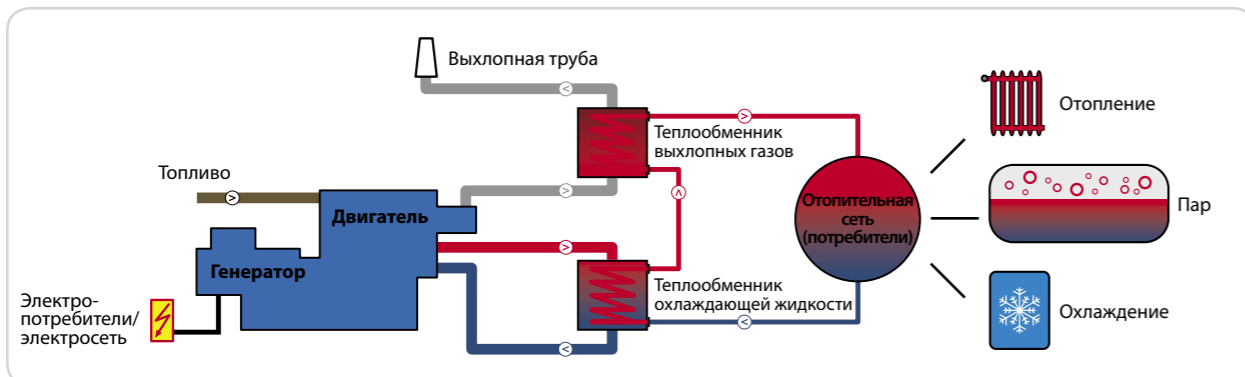 Выхлопная труба
Отопление
Теплообменник
выхлопных газов
Топливо
Двигатель
Отопительная
сеть
(потребители)
Пар
Генератор
Теплообменник
охлаждающей жидкости
Электро-
потребители/
электросеть
Охлаждение